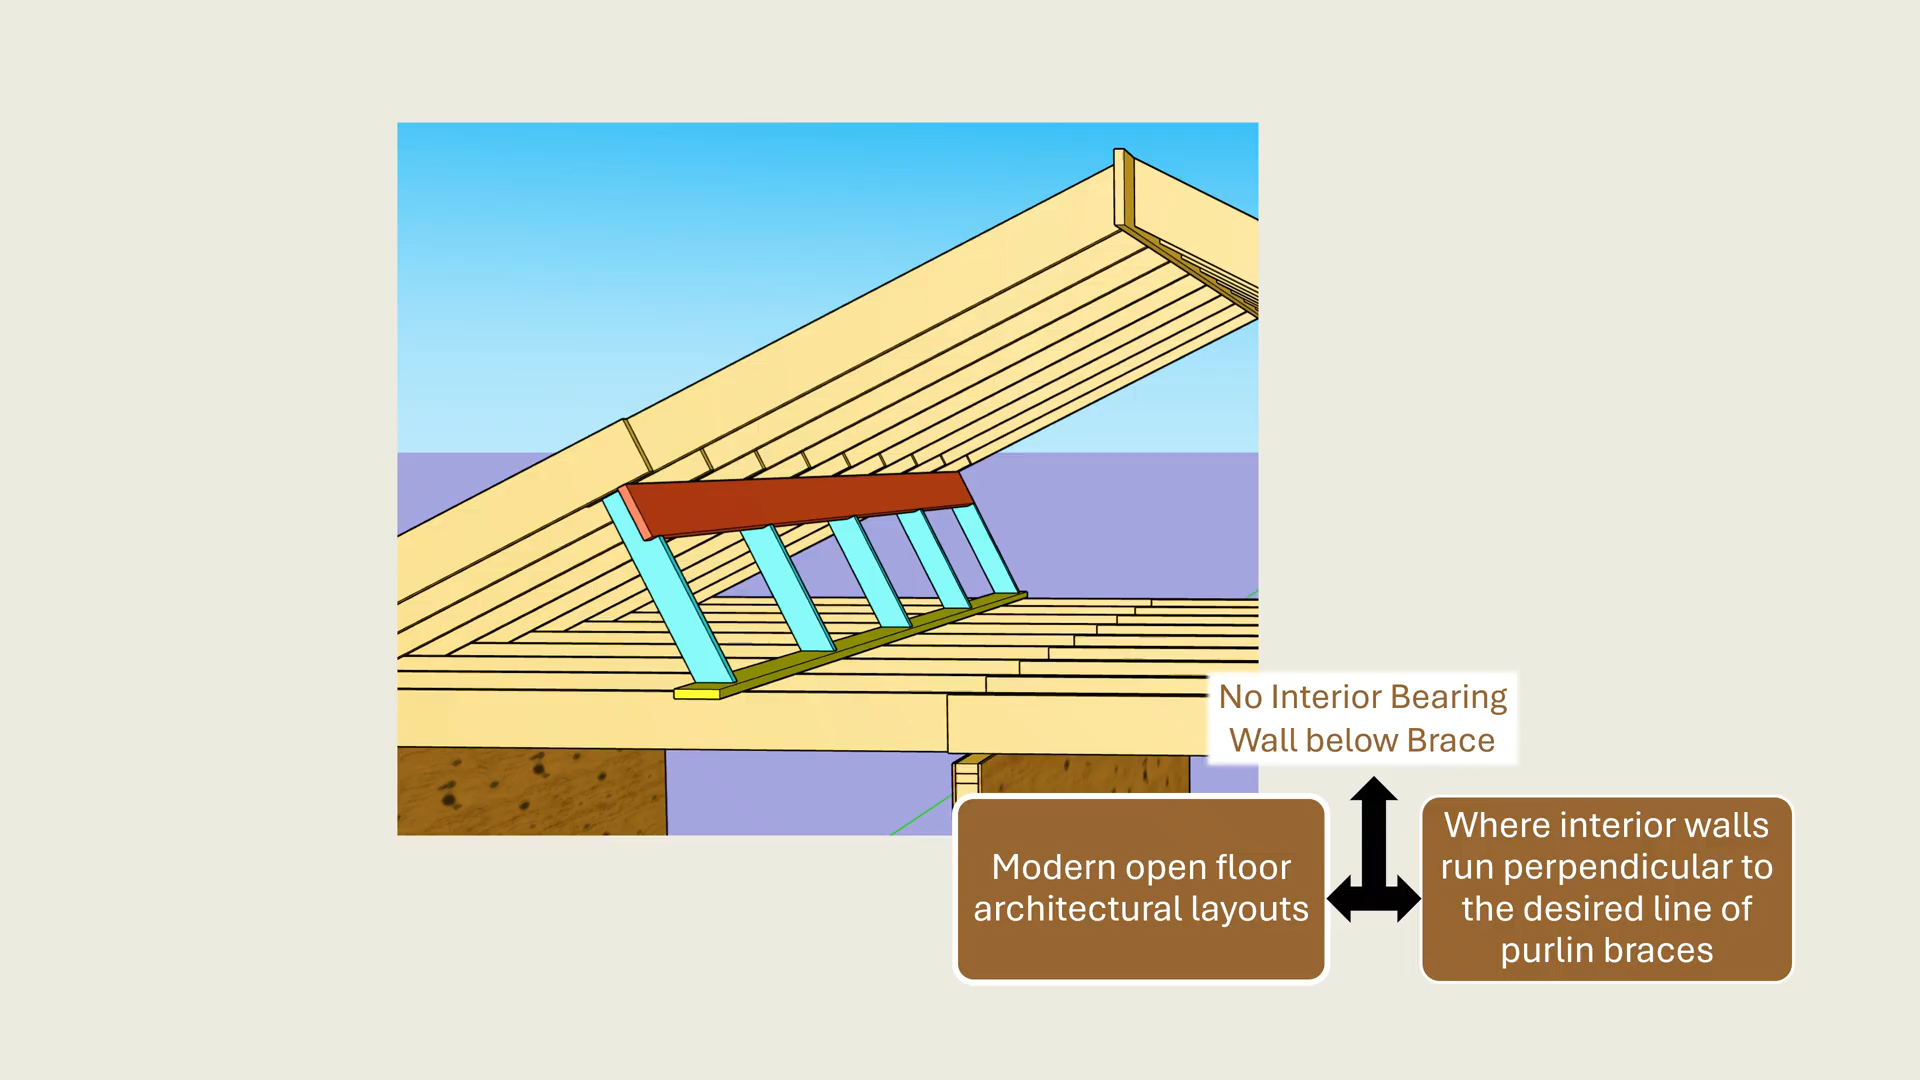 No Interior Bearing
Wall below Brace
Modern open floor
architectural layouts
Where interior walls
run perpendicular to
the desired line of
purlin braces